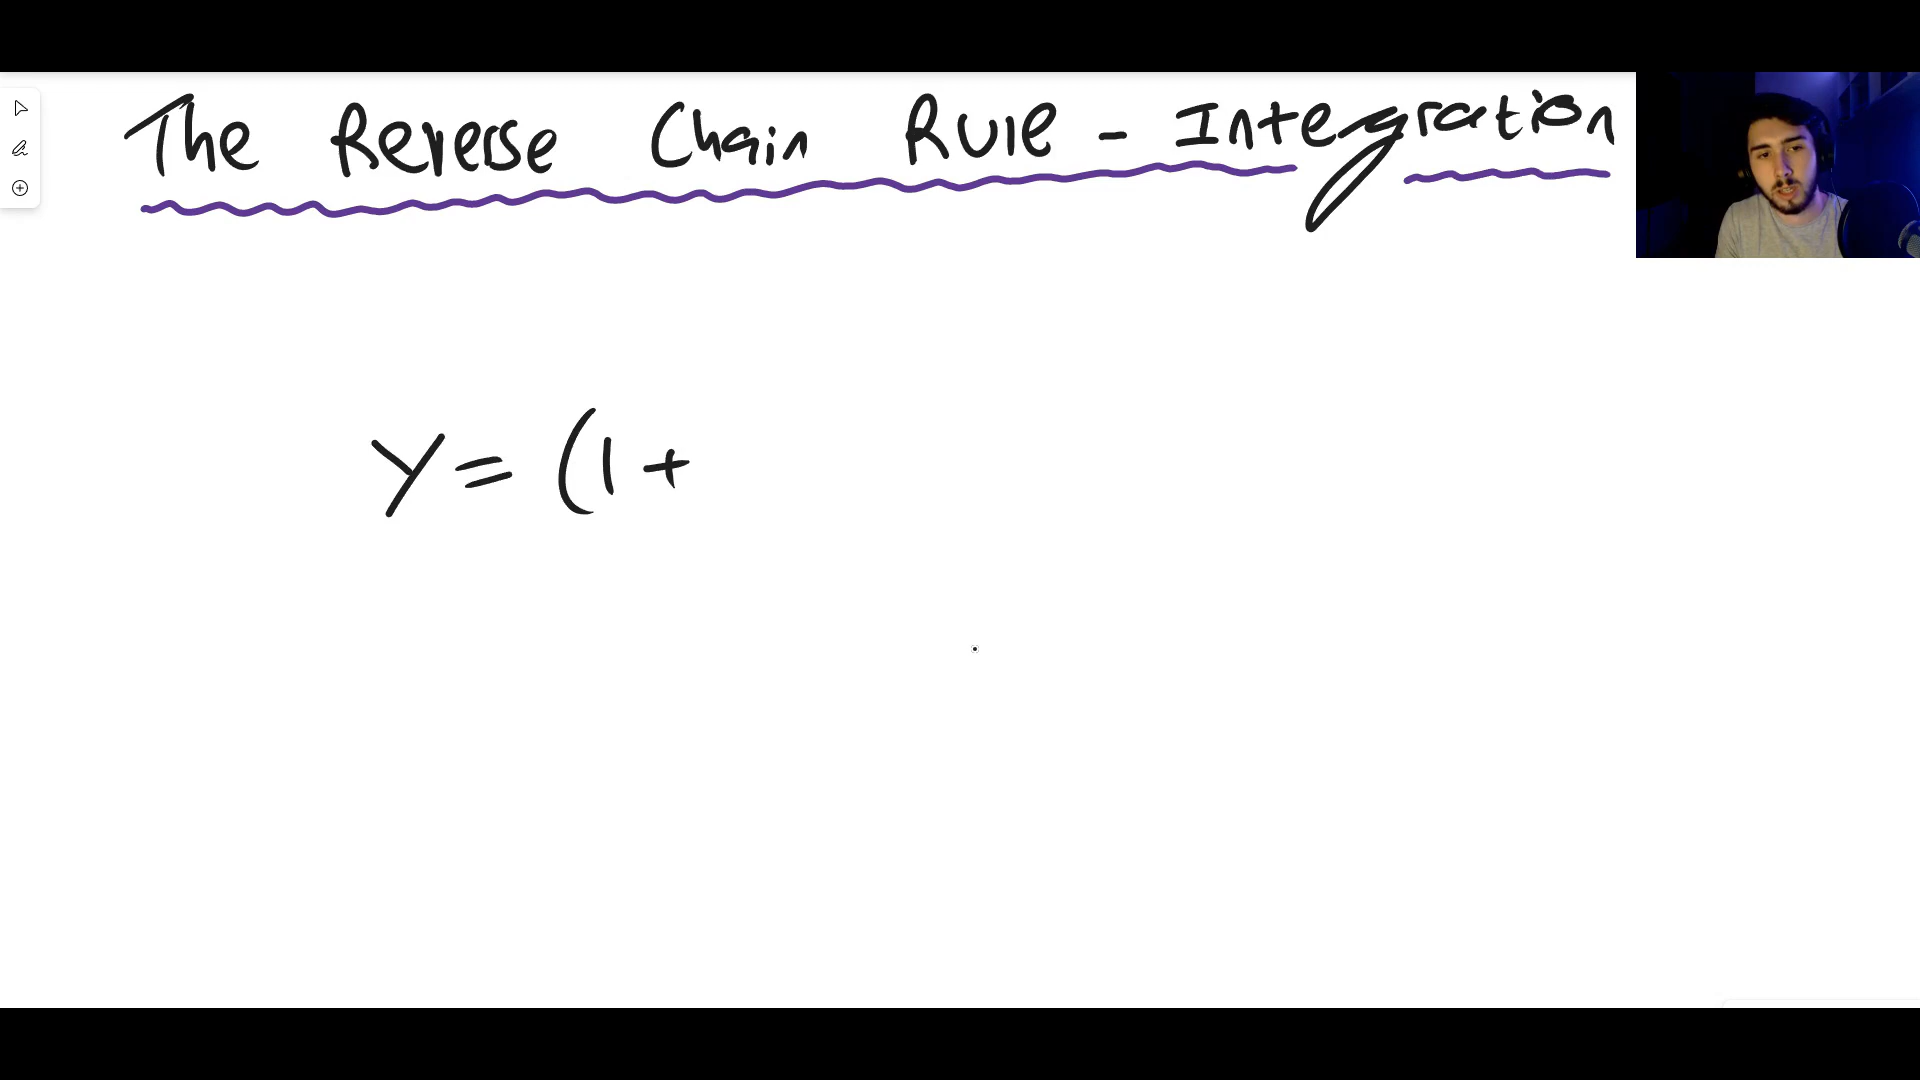 The Reverse Chain Rule - Integration
y = (1 +